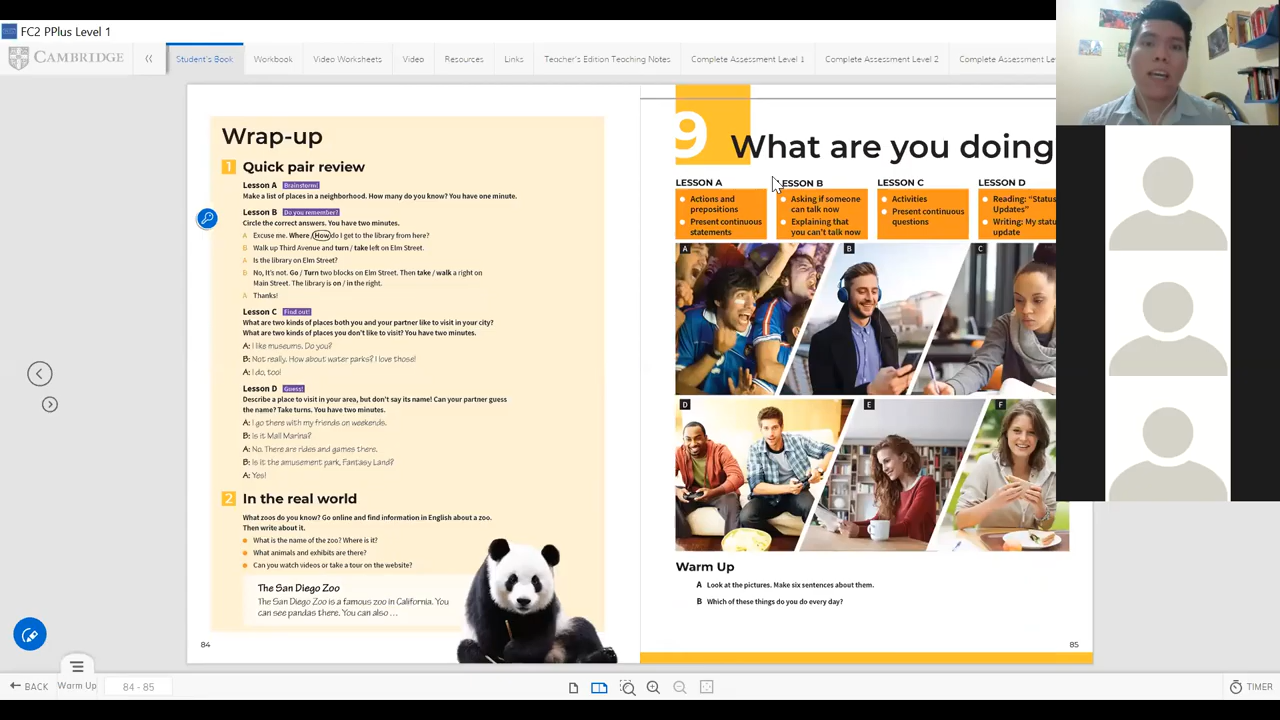 FC2 PPlus Level 1
CAMBRIDGE
Student's Book
Workbook
Video Worksheets
Video
Resources
Links
Teacher's Edition Teaching Notes
Complete Assessment Level 1
Complete Assessment Level 2
Complete Assessment Le
Wrap-up
1 Quick pair review
Lesson A Brainstorm!
Make a list of places in a neighborhood. How many do you know? You have one minute.
Lesson B Do you remember?
Circle the correct answers. You have two minutes.
A Excuse me. Where / How do I get to the library from here?
B Walk up Third Avenue and turn / take left on Elm Street.
A Is the library on Elm Street?
B No, it's not. Go / Turn two blocks on Elm Street. Then take / walk a right on
Main Street. The library is on / in the right.
A Thanks!
Lesson C Find out!
What are two kinds of places both you and your partner like to visit in your city?
What are two kinds of places you don't like to visit? You have two minutes.
A: I like museums. Do you?
B: Not really. How about water parks? I love those!
A: I do, too!
Lesson D Guess!
Describe a place to visit in your area, but don't say its name! Can your partner guess
the name? Take turns. You have two minutes.
A: I go there with my friends on weekends.
B: Is it Mall Marina?
A: No. There are rides and games there.
B: Is it the amusement park, Fantasy Land?
A: Yes!
2 In the real world
What zoos do you know? Go online and find information in English about a zoo.
Then write about it.
What is the name of the zoo? Where is it?
What animals and exhibits are there?
Can you watch videos or take a tour on the website?
The San Diego Zoo
The San Diego Zoo is a famous zoo in California. You
can see pandas there. You can also ...
84
9 What are you doing
LESSON A
Actions and
prepositions
Present continuous
statements
LESSON B
Asking if someone
can talk now
Explaining that
you can't talk now
LESSON C
Activities
Present continuous
questions
LESSON D
Reading: "Status
Updates"
Writing: My statu
update
A
B
C
D
E
F
Warm Up
A Look at the pictures. Make six sentences about them.
B Which of these things do you do every day?
85
BACK
Warm Up
84 - 85
TIMER